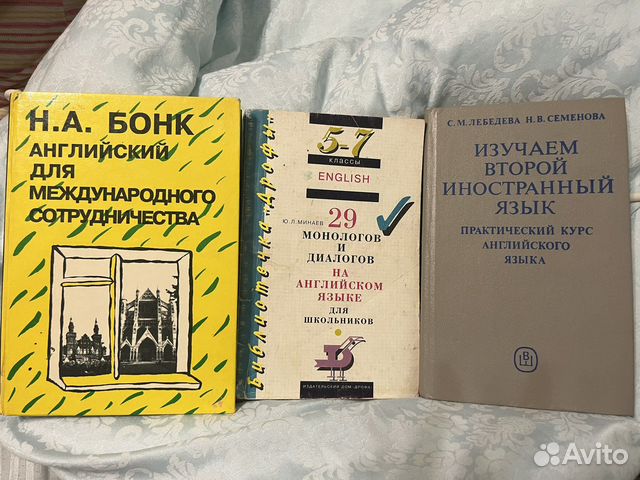 Н.А. БОНК
АНГЛИЙСКИЙ
ДЛЯ
МЕЖДУНАРОДНОГО
СОТРУДНИЧЕСТВА
Библиотечка "Дрофы"
5-7
классы
ENGLISH
Ю.Л.МИНАЕВ
29
МОНОЛОГОВ И
ДИАЛОГОВ
НА
АНГЛИЙСКОМ
ЯЗЫКЕ
ДЛЯ
ШКОЛЬНИКОВ
ИЗДАТЕЛЬСКИЙ ДОМ «ДРОФА»
С.М.ЛЕБЕДЕВА Н.В.СЕМЕНОВА
ИЗУЧАЕМ
ВТОРОЙ
ИНОСТРАННЫЙ
ЯЗЫК
ПРАКТИЧЕСКИЙ КУРС
АНГЛИЙСКОГО
ЯЗЫКА
Avito